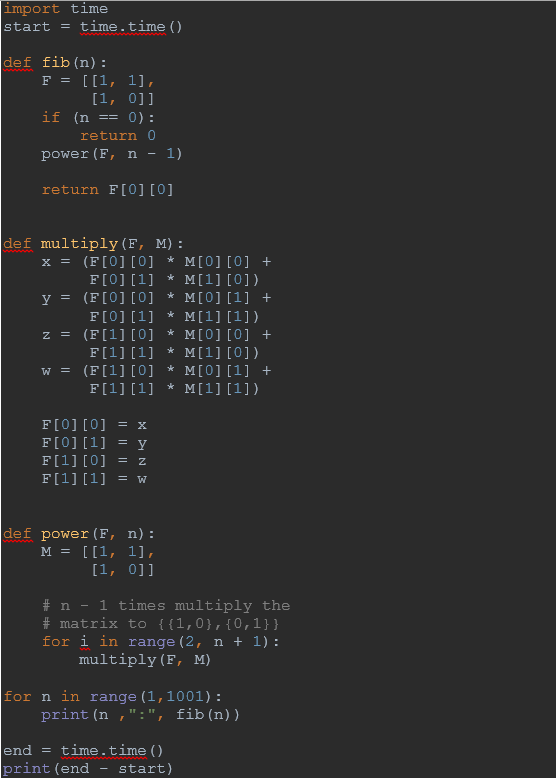 import time
start = time.time()
def fib(n):
    F = [[1, 1],
         [1, 0]]
    if (n == 0):
        return 0
    power(F, n - 1)
    return F[0][0]
def multiply(F, M):
    x = (F[0][0] * M[0][0] +
         F[0][1] * M[1][0])
    y = (F[0][0] * M[0][1] +
         F[0][1] * M[1][1])
    z = (F[1][0] * M[0][0] +
         F[1][1] * M[1][0])
    w = (F[1][0] * M[0][1] +
         F[1][1] * M[1][1])
    F[0][0] = x
    F[0][1] = y
    F[1][0] = z
    F[1][1] = w
def power(F, n):
    M = [[1, 1],
         [1, 0]]
    # n - 1 times multiply the
    # matrix to {{1,0},{0,1}}
    for i in range(2, n + 1):
        multiply(F, M)
for n in range(1,1001):
    print(n ,":", fib(n))
end = time.time()
print(end - start)